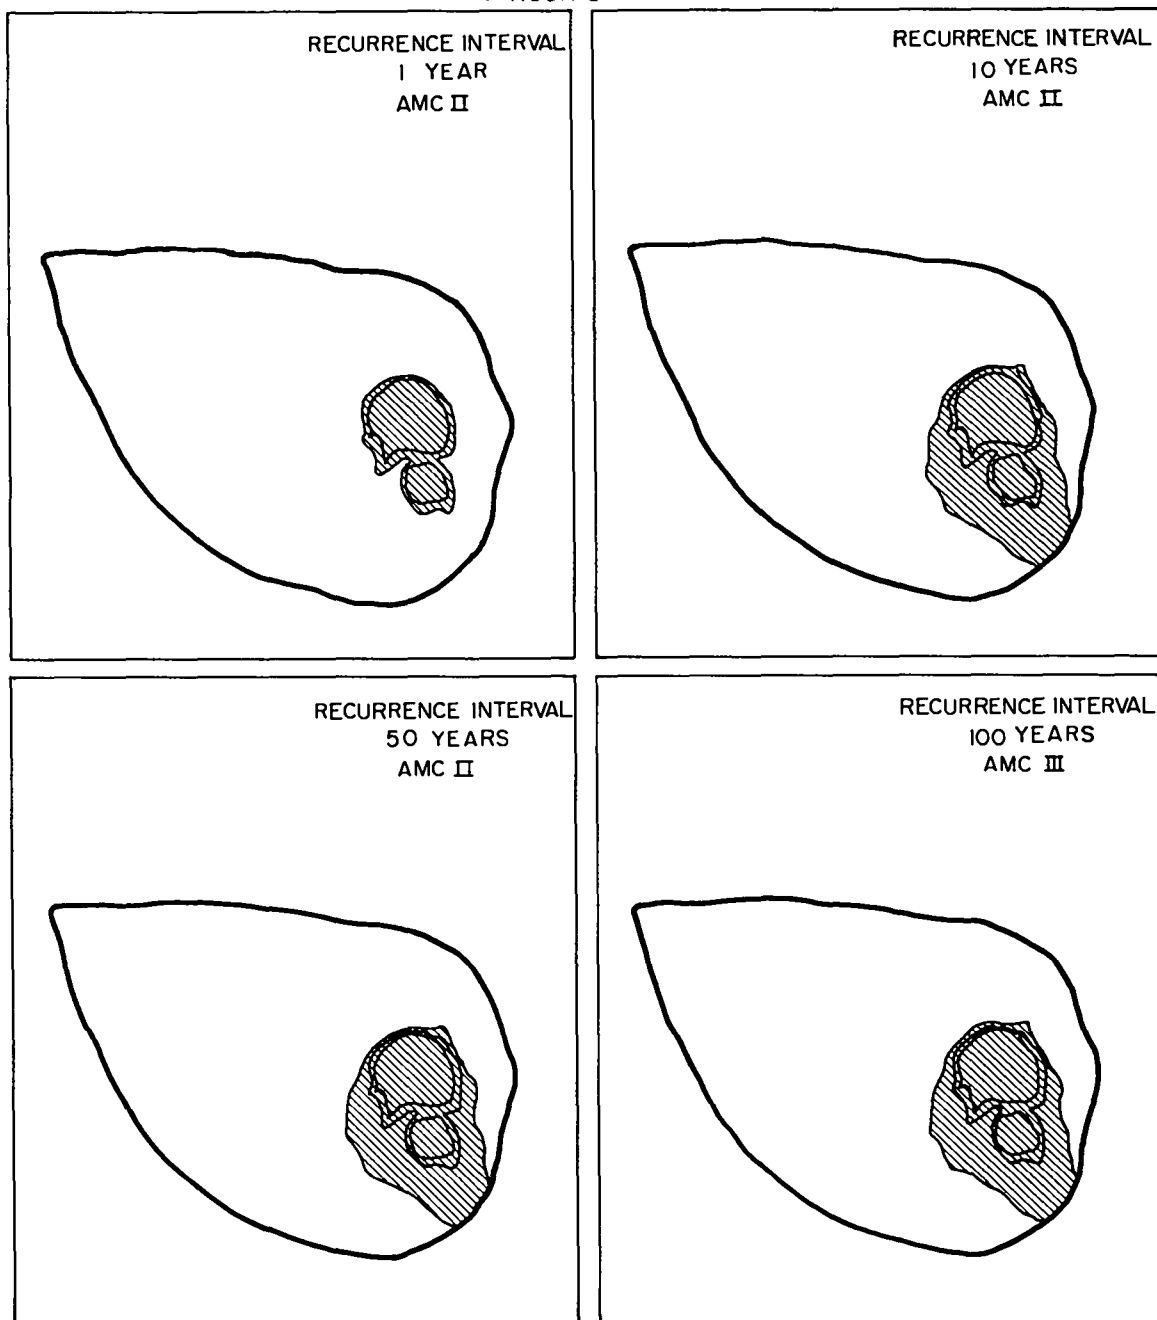 RECURRENCE INTERVAL
1 YEAR
AMC II
RECURRENCE INTERVAL
10 YEARS
AMC II
RECURRENCE INTERVAL
50 YEARS
AMC II
RECURRENCE INTERVAL
100 YEARS
AMC III